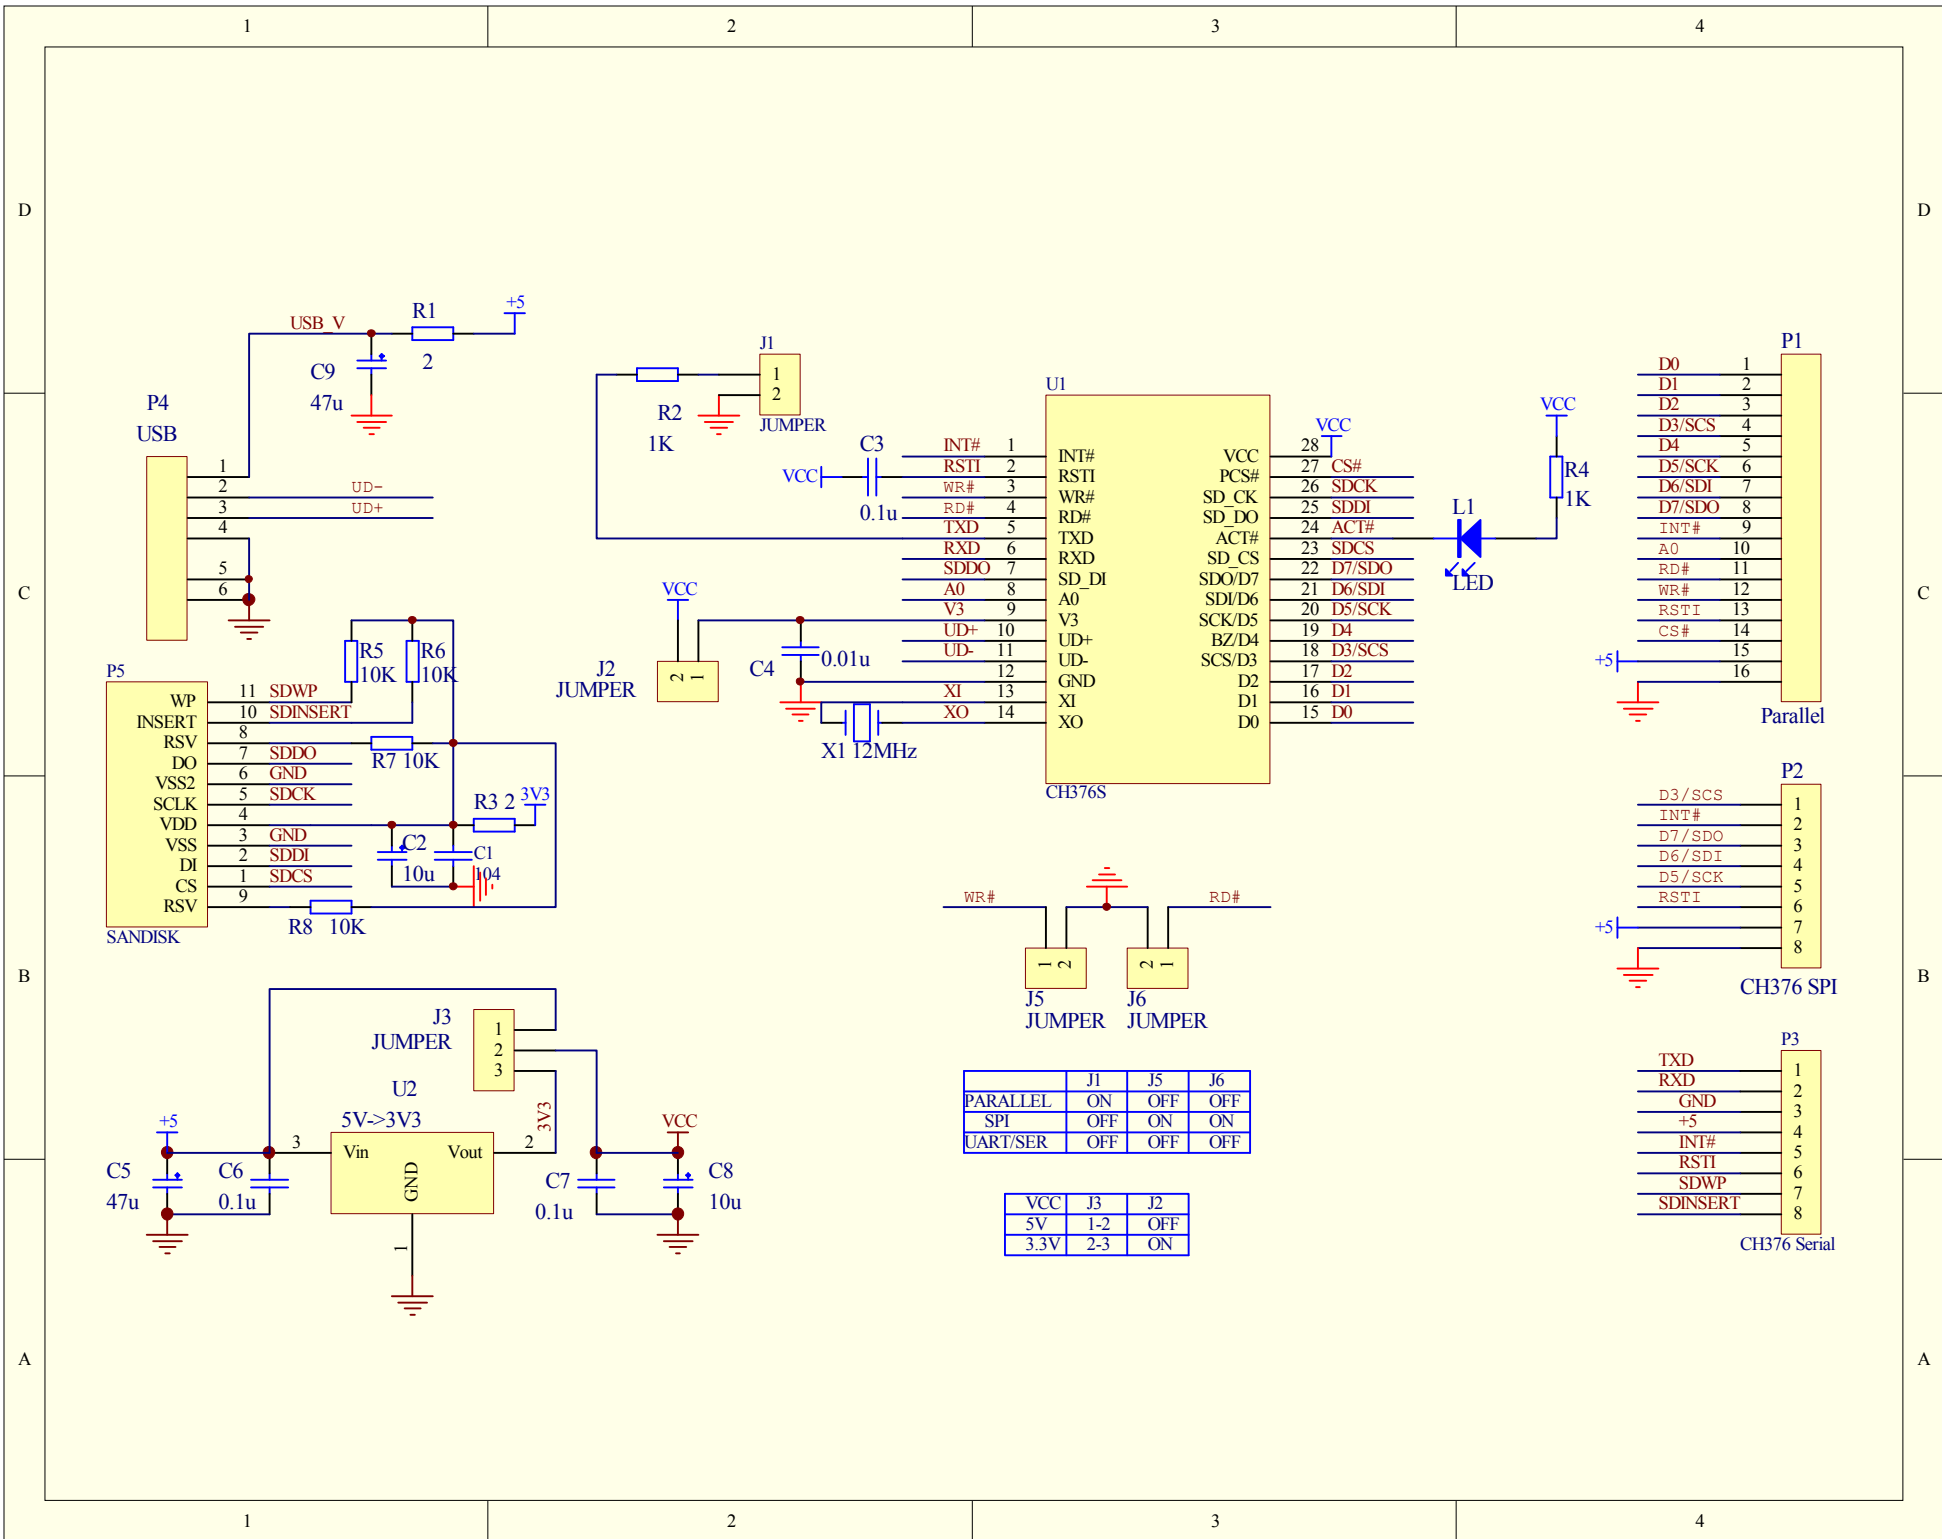 1 2 3 4
D D
C C
B B
A A
1 2 3 4
USB_V
R1
2
+5
C9
47u
P4
USB
1
2 UD-
3 UD+
4
5
6
P5
R5
10K
R6
10K
WP 11 SDWP
INSERT 10 SDINSERT
RSV 8
R7 10K
DO 7 SDDO
VSS2 6 GND
SCLK 5 SDCK
VDD 4
VSS 3 GND
DI 2 SDDI
CS 1 SDCS
RSV 9
R3 2
3V3
C2
10u
C1
104
R8 10K
SANDISK
J3
JUMPER
1
2
3
U2
5V->3V3
3V3
+5
3 Vin
Vout 2
GND
1
C5
47u
C6
0.1u
C7
0.1u
VCC
C8
10u
J1
1
2
JUMPER
R2
1K
VCC
C3
0.1u
VCC
J2
JUMPER
2 1
C4
0.01u
X1 12MHz
U1
INT# 1 INT#
RSTI 2 RSTI
WR# 3 WR#
RD# 4 RD#
TXD 5 TXD
RXD 6 RXD
SDDO 7 SD_DI
A0 8 A0
V3 9 V3
UD+ 10 UD+
UD- 11 UD-
12 GND
XI 13 XI
XO 14 XO
VCC
VCC 28
PCS# 27 CS#
SD_CK 26 SDCK
SD_DO 25 SDDI
ACT# 24 ACT#
SD_CS 23 SDCS
SDO/D7 22 D7/SDO
SDI/D6 21 D6/SDI
SCK/D5 20 D5/SCK
BZ/D4 19 D4
SCS/D3 18 D3/SCS
D2 17 D2
D1 16 D1
D0 15 D0
CH376S
VCC
R4
1K
L1
LED
WR#
RD#
1 2
2 1
J5
JUMPER
J6
JUMPER
J1 J5 J6
PARALLEL ON OFF OFF
SPI OFF ON ON
UART/SER OFF OFF OFF
VCC J3 J2
5V 1-2 OFF
3.3V 2-3 ON
P1
D0 1
D1 2
D2 3
D3/SCS 4
D4 5
D5/SCK 6
D6/SDI 7
D7/SDO 8
INT# 9
A0 10
RD# 11
WR# 12
RSTI 13
CS# 14
+5 15
16
Parallel
P2
D3/SCS 1
INT# 2
D7/SDO 3
D6/SDI 4
D5/SCK 5
RSTI 6
+5 7
8
CH376 SPI
P3
TXD 1
RXD 2
GND 3
+5 4
INT# 5
RSTI 6
SDWP 7
SDINSERT 8
CH376 Serial